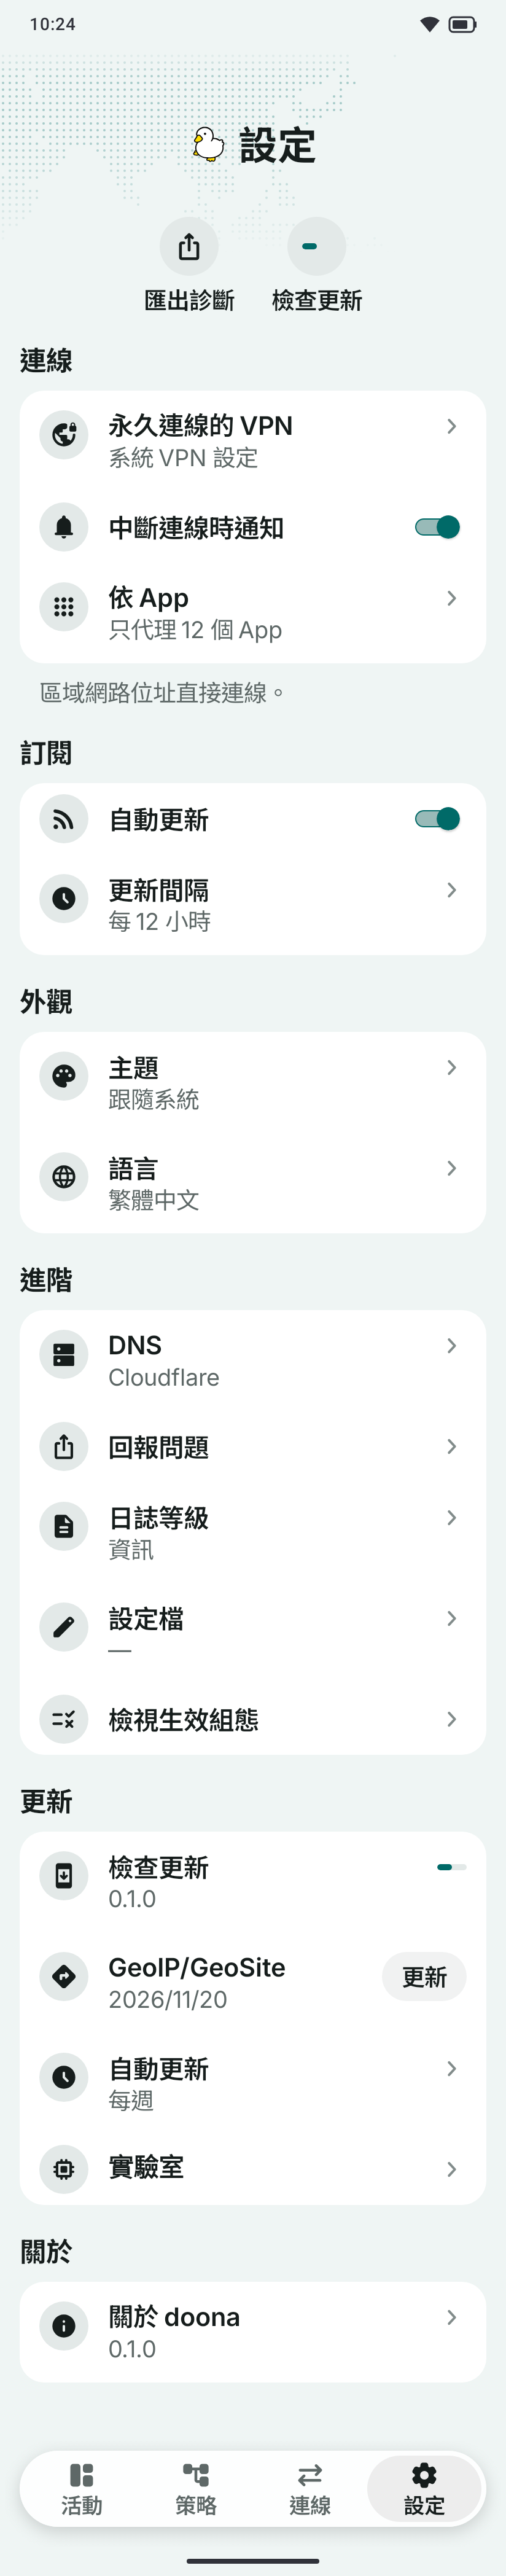 10:24
設定
匯出診斷
檢查更新
連線
永久連線的 VPN
系統 VPN 設定
中斷連線時通知
依 App
只代理 12 個 App
區域網路位址直接連線。
訂閱
自動更新
更新間隔
每 12 小時
外觀
主題
跟隨系統
語言
繁體中文
進階
DNS
Cloudflare
回報問題
日誌等級
資訊
設定檔
—
檢視生效組態
更新
檢查更新
0.1.0
GeoIP/GeoSite
2026/11/20
更新
自動更新
每週
實驗室
關於
關於 doona
0.1.0
活動
策略
連線
設定